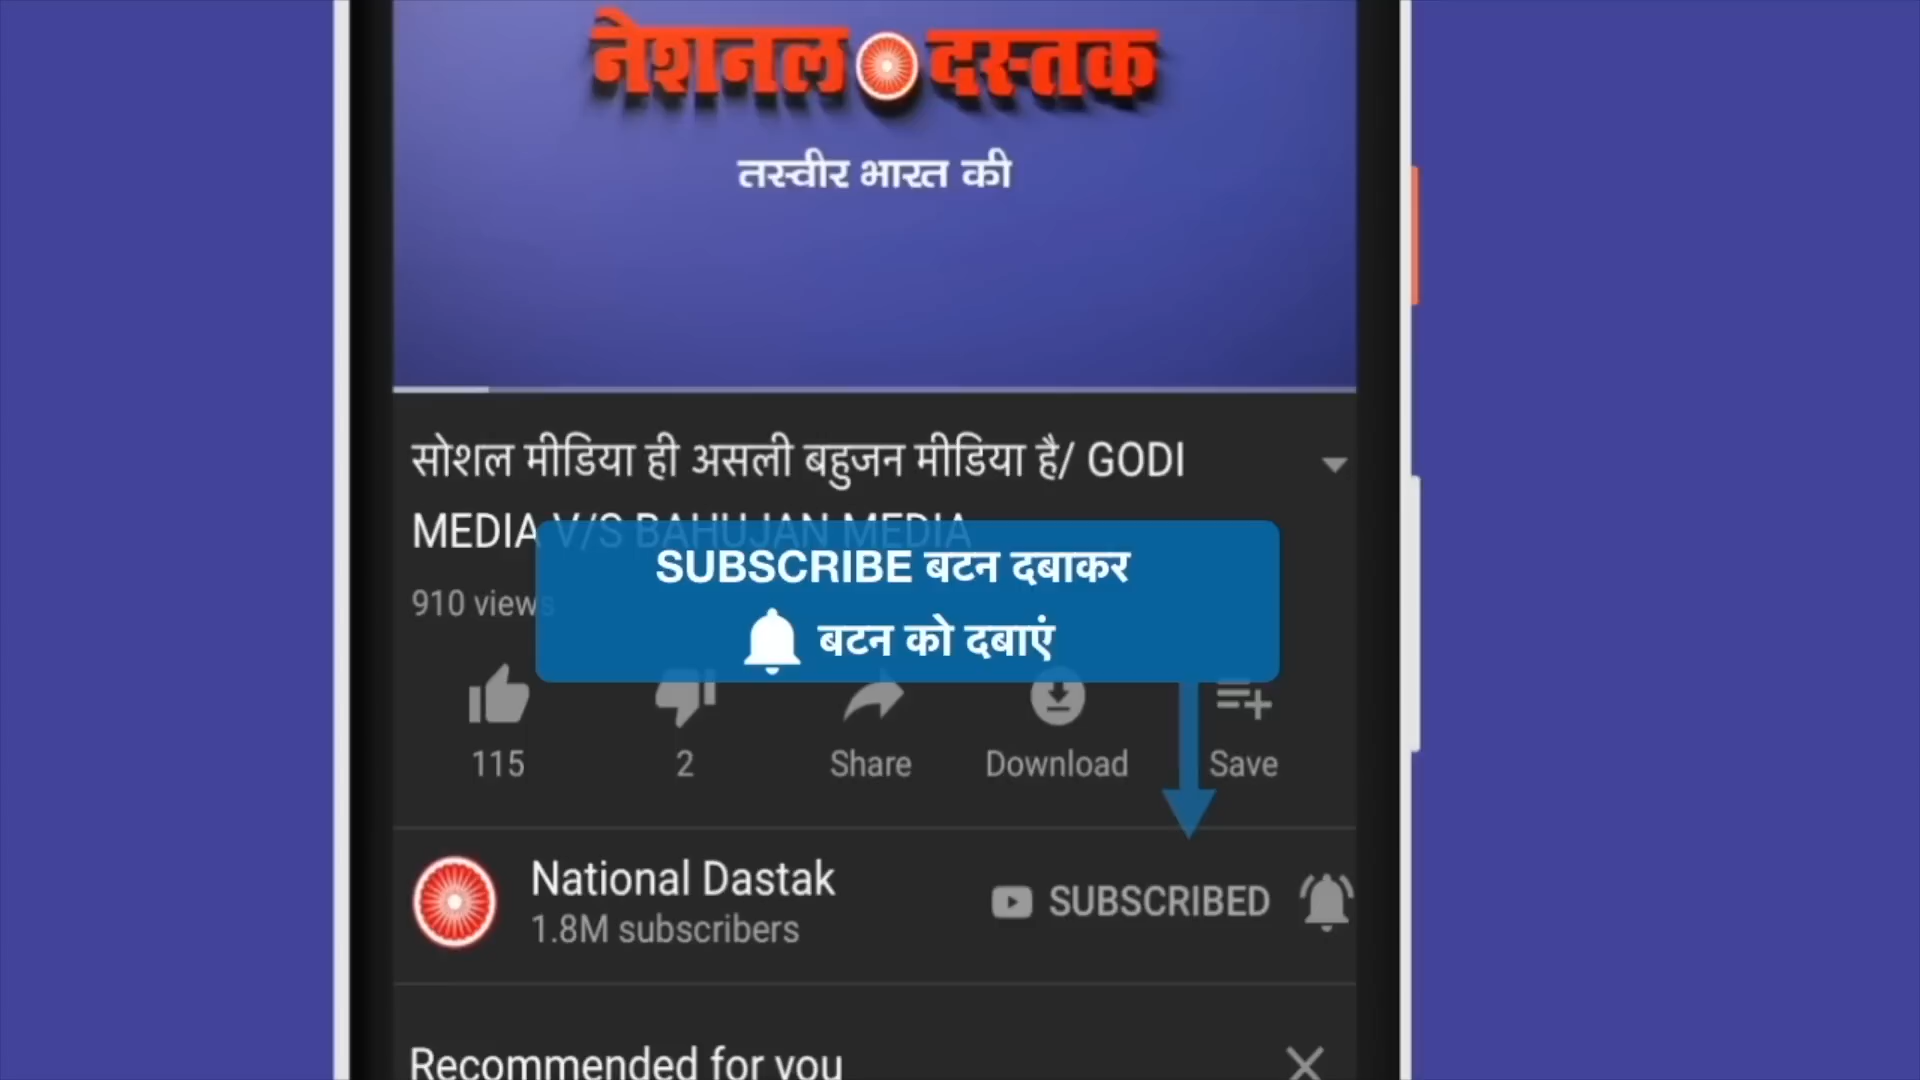 नेशनल दस्तक
तस्वीर भारत की
सोशल मीडिया ही असली बहुजन मीडिया है/ GODI
MEDIA V/S BAHUJAN MEDIA
910 views
SUBSCRIBE बटन दबाकर
बटन को दबाएं
115
2
Share
Download
Save
National Dastak
1.8M subscribers
SUBSCRIBED
Recommended for you